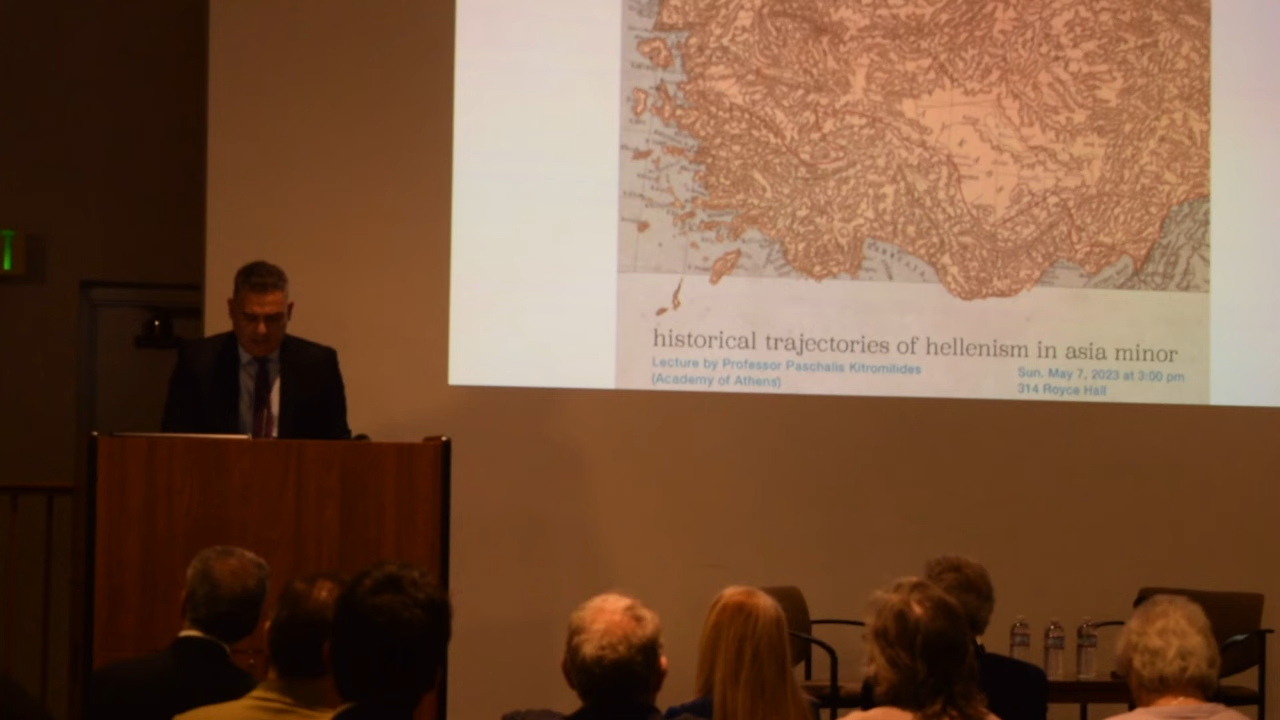 historical trajectories of hellenism in asia minor
Lecture by Professor Paschalis Kitromilides
(Academy of Athens)
Sun. May 7, 2023 at 3:00 pm
314 Royce Hall